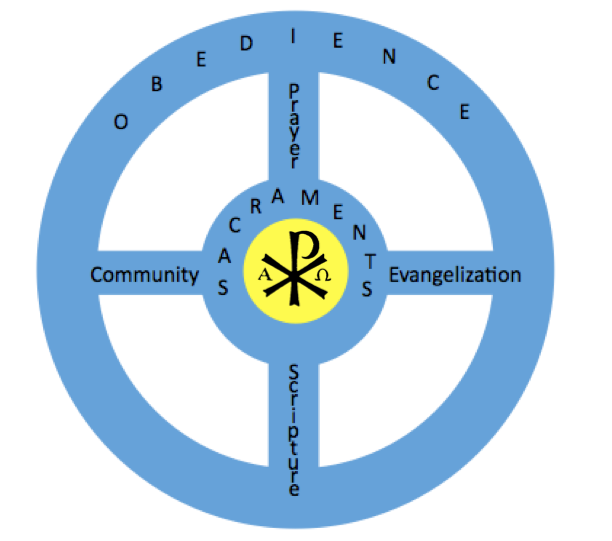 OBEDIENCE
Prayer
SACRAMENTS
Community
Α
Ω
Evangelization
Scripture